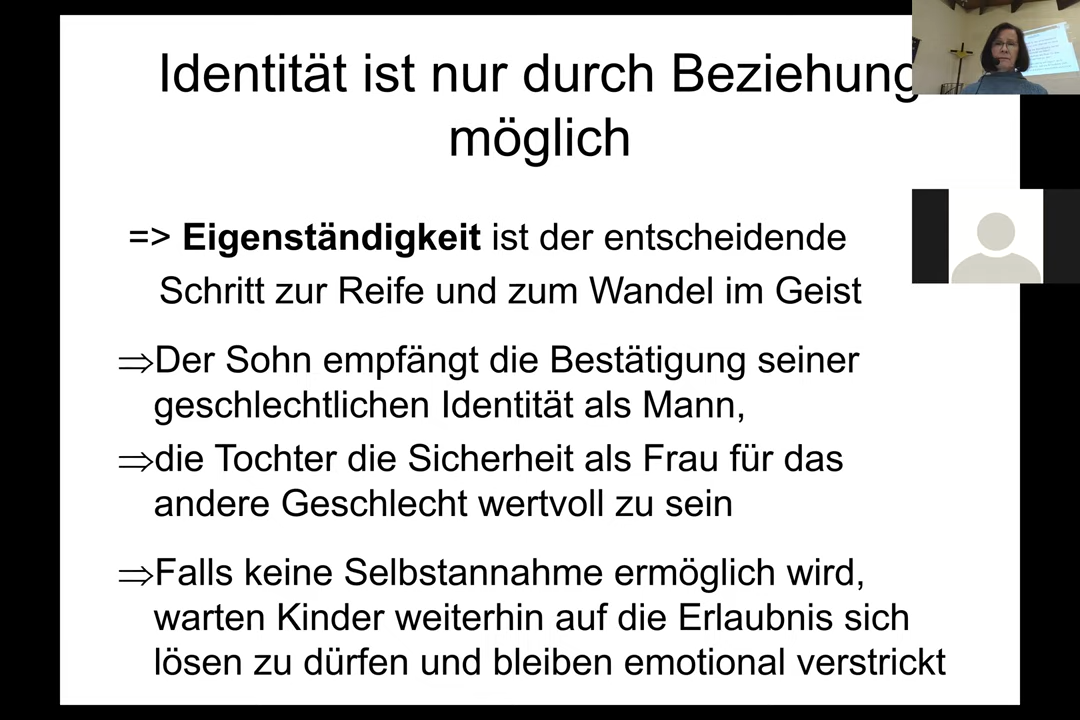 Identität ist nur durch Beziehung
möglich
=> Eigenständigkeit ist der entscheidende
Schritt zur Reife und zum Wandel im Geist
⇒Der Sohn empfängt die Bestätigung seiner
geschlechtlichen Identität als Mann,
⇒die Tochter die Sicherheit als Frau für das
andere Geschlecht wertvoll zu sein
⇒Falls keine Selbstannahme ermöglich wird,
warten Kinder weiterhin auf die Erlaubnis sich
lösen zu dürfen und bleiben emotional verstrickt